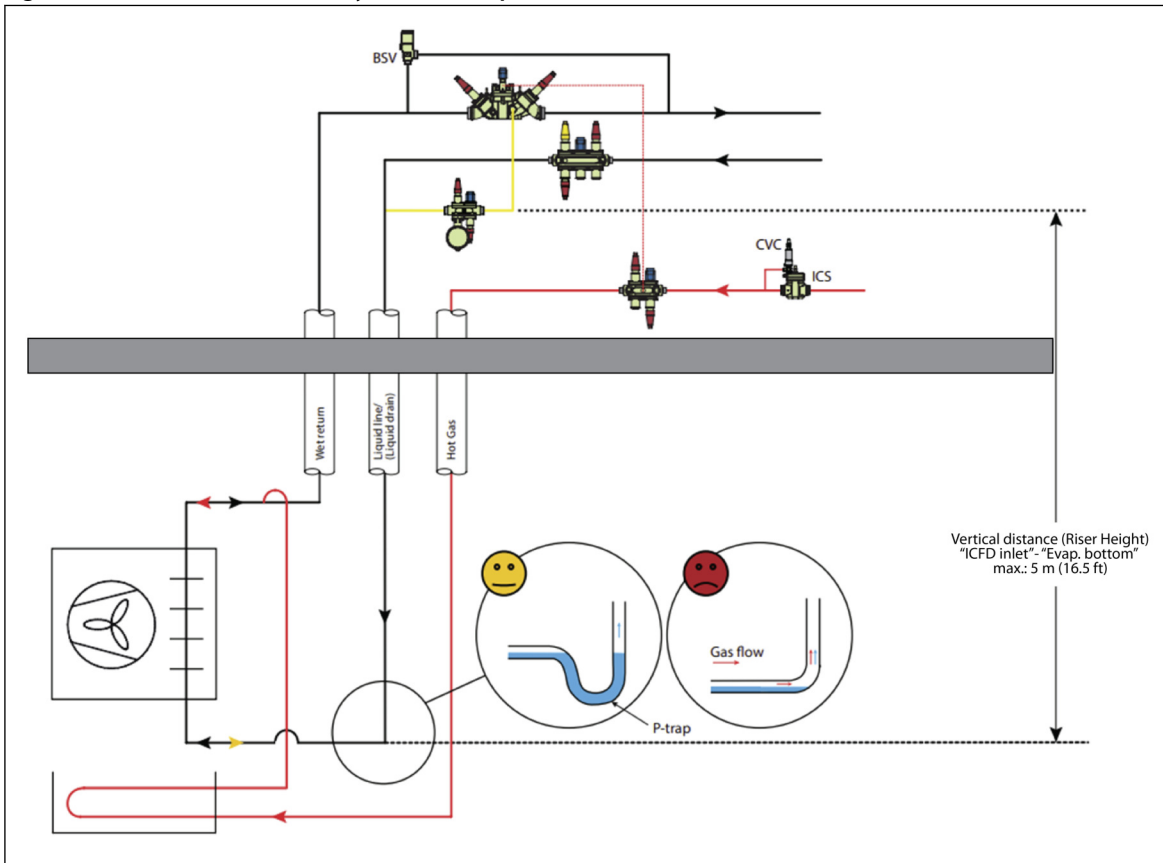 BSV
CVC
ICS
Wet return
Liquid line/
(Liquid drain)
Hot Gas
Vertical distance (Riser Height)
“ICFD inlet”- “Evap. bottom”
max.: 5 m (16.5 ft)
Gas flow
P-trap